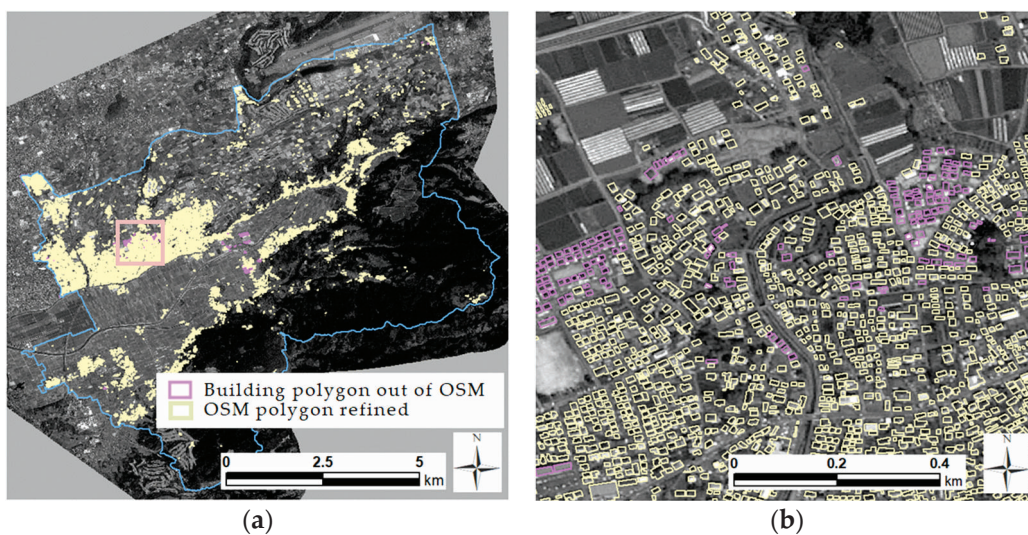 Building polygon out of OSM
OSM polygon refined
N
0 2.5 5
km
N
0 0.2 0.4
km
(a)
(b)